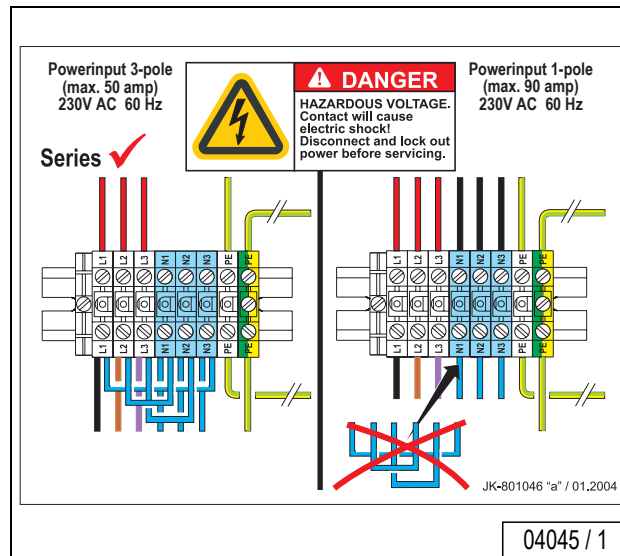 Powerinput 3-pole
(max. 50 amp)
230V AC 60 Hz
Series
DANGER
HAZARDOUS VOLTAGE.
Contact will cause
electric shock!
Disconnect and lock out
power before servicing.
Powerinput 1-pole
(max. 90 amp)
230V AC 60 Hz
L1 L2 L3 N1 N2 N3 PE PE
L1 L2 L3 N1 N2 N3 PE PE
L1 L2 L3 N1 N2 N3 PE PE
L1 L2 L3 N1 N2 N3 PE PE
JK-801046 "a" / 01.2004
04045 / 1